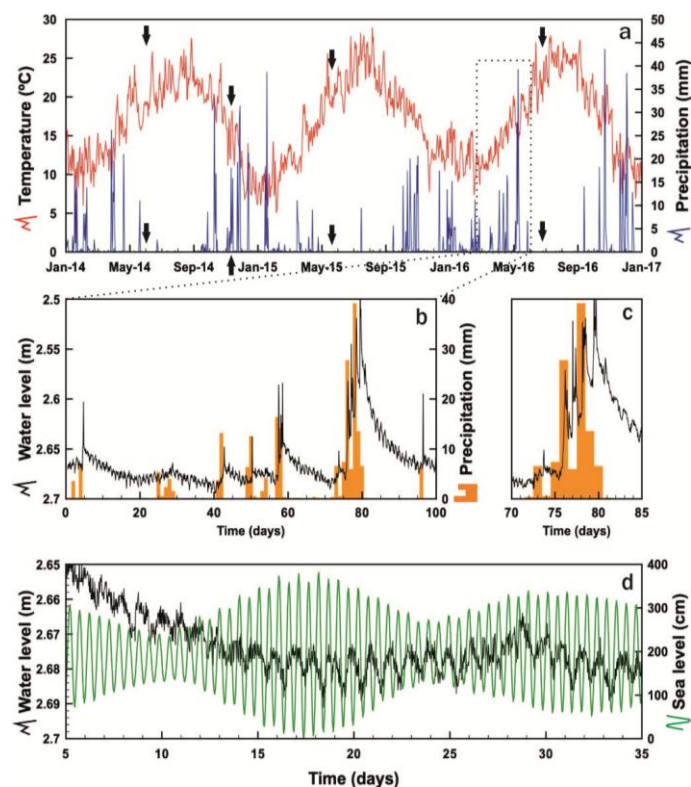 30
25
20
15
10
5
0
Temperature (ºC)
a
50
45
40
35
30
25
20
15
10
5
0
Precipitation (mm)
Jan-14 May-14 Sep-14 Jan-15 May-15 Sep-15 Jan-16 May-16 Sep-16 Jan-17
2.5
2.55
2.6
2.65
2.7
Water level (m)
b
40
30
20
10
0
Precipitation (mm)
0 20 40 60 80 100
Time (days)
c
70 75 80 85
Time (days)
2.65
2.66
2.67
2.68
2.69
2.7
Water level (m)
d
400
300
200
100
0
Sea level (cm)
5 10 15 20 25 30 35
Time (days)